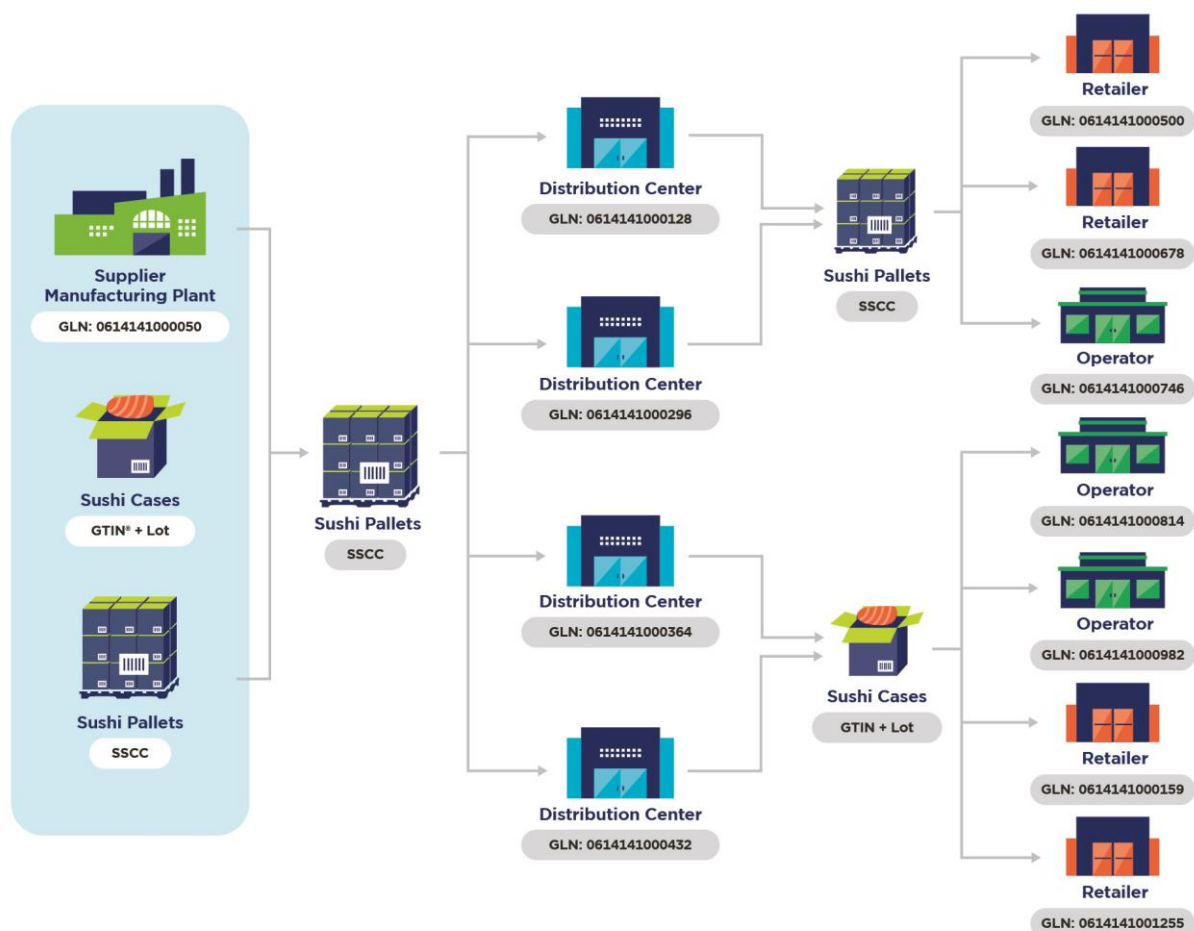 Supplier
Manufacturing Plant
GLN: 0614141000050
Sushi Cases
GTIN® + Lot
Sushi Pallets
SSCC
Sushi Pallets
SSCC
Distribution Center
GLN: 0614141000128
Distribution Center
GLN: 0614141000296
Distribution Center
GLN: 0614141000364
Distribution Center
GLN: 0614141000432
Sushi Pallets
SSCC
Sushi Cases
GTIN + Lot
Retailer
GLN: 0614141000500
Retailer
GLN: 0614141000678
Operator
GLN: 0614141000746
Operator
GLN: 0614141000814
Operator
GLN: 0614141000982
Retailer
GLN: 0614141000159
Retailer
GLN: 0614141001255